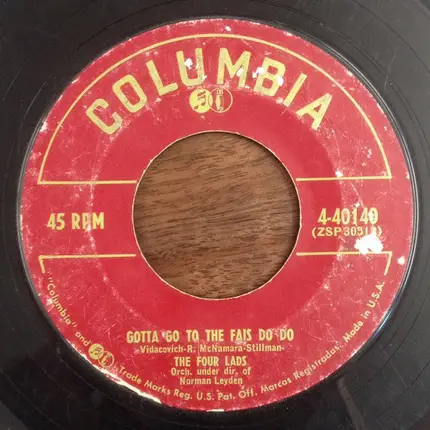 COLUMBIA
45 RPM
4-40140
GOTTA GO TO THE FAIS DO DO
Vidacovich-R. McNamara-Stillman-
THE FOUR LADS
Orch. under dir. of
Norman Leyden
"Columbia" and Trade Marks Reg. U.S. Pat. Off. Marcas Registradas. Made in U.S.A.